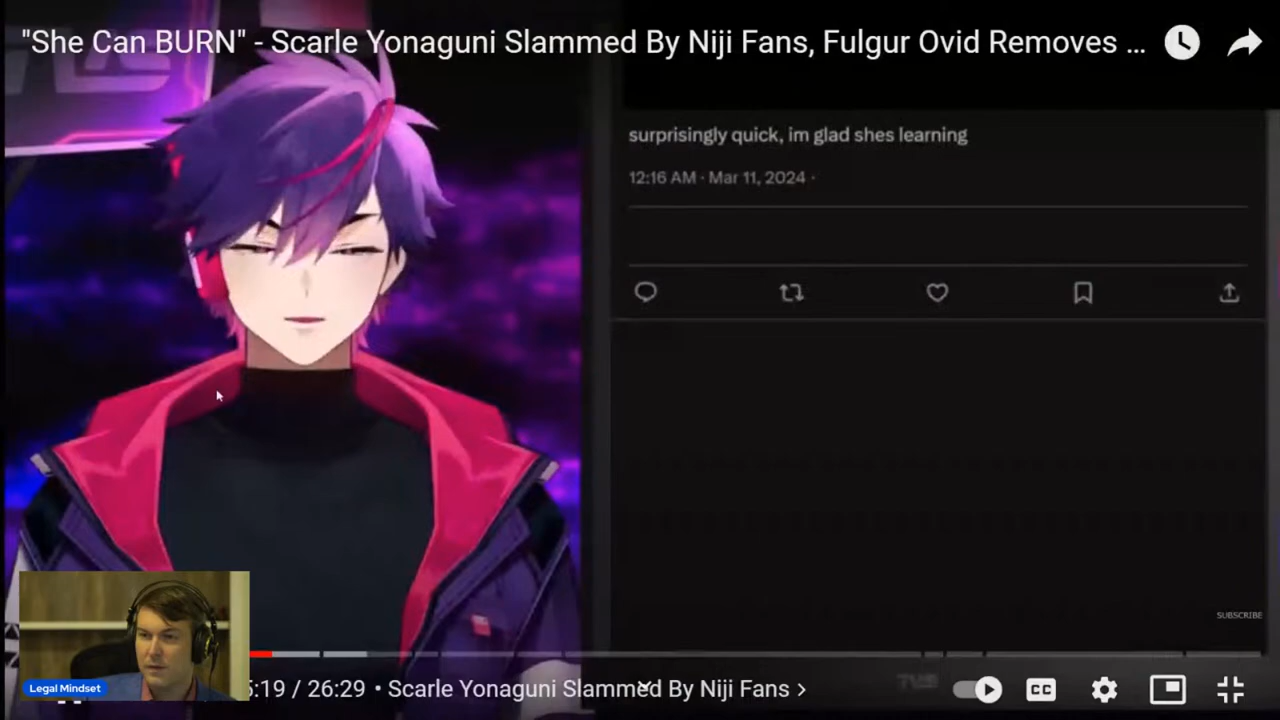 "She Can BURN" - Scarle Yonaguni Slammed By Niji Fans, Fulgur Ovid Removes ...
surprisingly quick, im glad shes learning
12:16 AM · Mar 11, 2024 ·
SUBSCRIBE
Legal Mindset
5:19 / 26:29 • Scarle Yonaguni Slammed By Niji Fans >
CC